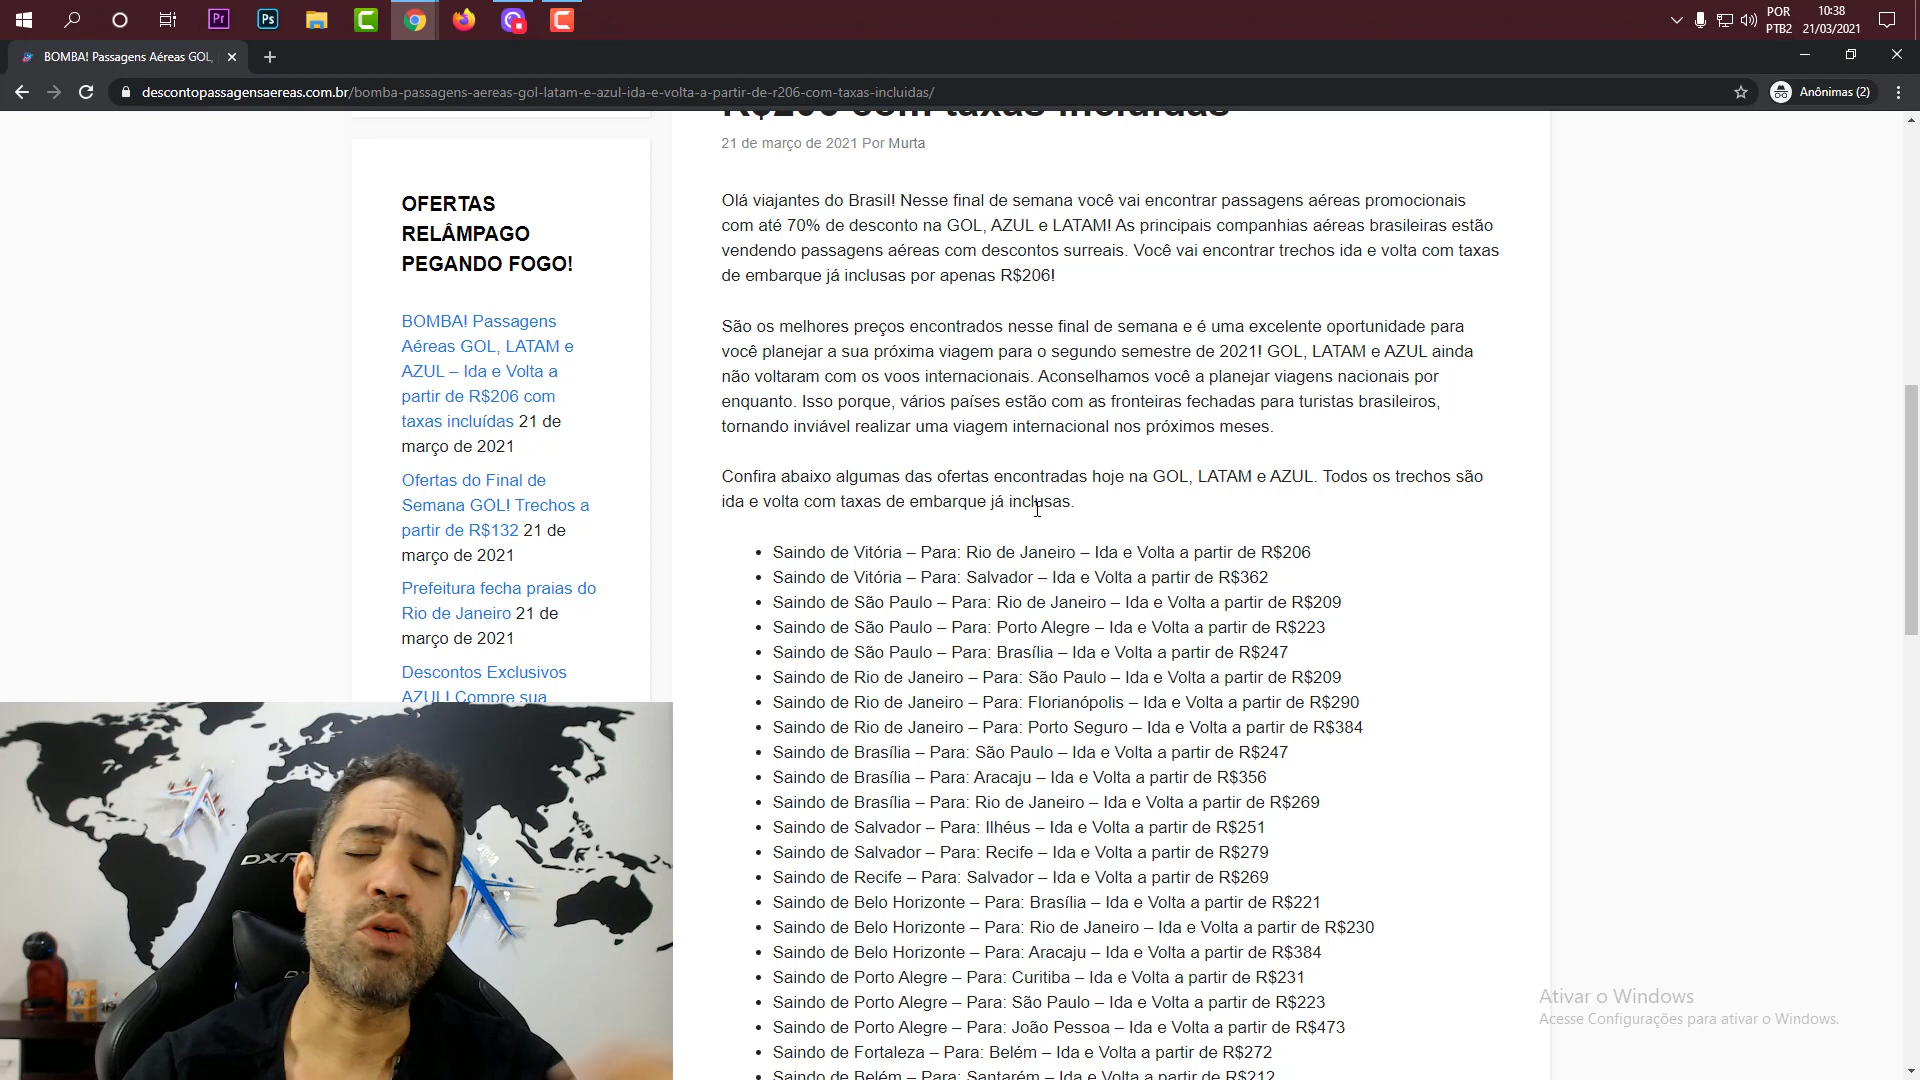 POR
PTB2
10:38
21/03/2021
BOMBA! Passagens Aéreas GOL,
descontopassagensaereas.com.br/bomba-passagens-aereas-gol-latam-e-azul-ida-e-volta-a-partir-de-r206-com-taxas-incluidas/
Anônimas (2)
R$206 com taxas incluídas
21 de março de 2021 Por Murta
Olá viajantes do Brasil! Nesse final de semana você vai encontrar passagens aéreas promocionais
com até 70% de desconto na GOL, AZUL e LATAM! As principais companhias aéreas brasileiras estão
vendendo passagens aéreas com descontos surreais. Você vai encontrar trechos ida e volta com taxas
de embarque já inclusas por apenas R$206!
São os melhores preços encontrados nesse final de semana e é uma excelente oportunidade para
você planejar a sua próxima viagem para o segundo semestre de 2021! GOL, LATAM e AZUL ainda
não voltaram com os voos internacionais. Aconselhamos você a planejar viagens nacionais por
enquanto. Isso porque, vários países estão com as fronteiras fechadas para turistas brasileiros,
tornando inviável realizar uma viagem internacional nos próximos meses.
Confira abaixo algumas das ofertas encontradas hoje na GOL, LATAM e AZUL. Todos os trechos são
ida e volta com taxas de embarque já inclusas.
• Saindo de Vitória – Para: Rio de Janeiro – Ida e Volta a partir de R$206
• Saindo de Vitória – Para: Salvador – Ida e Volta a partir de R$362
• Saindo de São Paulo – Para: Rio de Janeiro – Ida e Volta a partir de R$209
• Saindo de São Paulo – Para: Porto Alegre – Ida e Volta a partir de R$223
• Saindo de São Paulo – Para: Brasília – Ida e Volta a partir de R$247
• Saindo de Rio de Janeiro – Para: São Paulo – Ida e Volta a partir de R$209
• Saindo de Rio de Janeiro – Para: Florianópolis – Ida e Volta a partir de R$290
• Saindo de Rio de Janeiro – Para: Porto Seguro – Ida e Volta a partir de R$384
• Saindo de Brasília – Para: São Paulo – Ida e Volta a partir de R$247
• Saindo de Brasília – Para: Aracaju – Ida e Volta a partir de R$356
• Saindo de Brasília – Para: Rio de Janeiro – Ida e Volta a partir de R$269
• Saindo de Salvador – Para: Ilhéus – Ida e Volta a partir de R$251
• Saindo de Salvador – Para: Recife – Ida e Volta a partir de R$279
• Saindo de Recife – Para: Salvador – Ida e Volta a partir de R$269
• Saindo de Belo Horizonte – Para: Brasília – Ida e Volta a partir de R$221
• Saindo de Belo Horizonte – Para: Rio de Janeiro – Ida e Volta a partir de R$230
• Saindo de Belo Horizonte – Para: Aracaju – Ida e Volta a partir de R$384
• Saindo de Porto Alegre – Para: Curitiba – Ida e Volta a partir de R$231
• Saindo de Porto Alegre – Para: São Paulo – Ida e Volta a partir de R$223
• Saindo de Porto Alegre – Para: João Pessoa – Ida e Volta a partir de R$473
• Saindo de Fortaleza – Para: Belém – Ida e Volta a partir de R$272
Saindo de Belém – Para: Santarém – Ida e Volta a partir de R$212
OFERTAS
RELÂMPAGO
PEGANDO FOGO!
BOMBA! Passagens
Aéreas GOL, LATAM e
AZUL – Ida e Volta a
partir de R$206 com
taxas incluídas 21 de
março de 2021
Ofertas do Final de
Semana GOL! Trechos a
partir de R$132 21 de
março de 2021
Prefeitura fecha praias do
Rio de Janeiro 21 de
março de 2021
Descontos Exclusivos
AZUL! Compre sua
DXR
Ativar o Windows
Acesse Configurações para ativar o Windows.